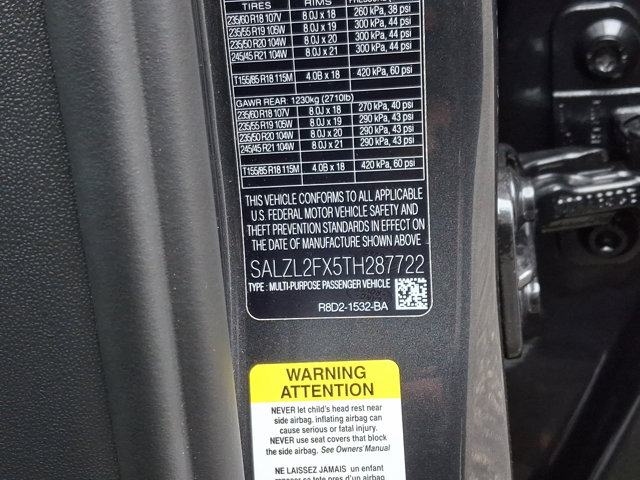 TIRES RIMS
235/60 R18 107V 8.0J x 18 260 kPa, 38 psi
235/55 R19 105W 8.0J x 19 300 kPa, 44 psi
235/50 R20 104W 8.0J x 20 300 kPa, 44 psi
245/45 R21 104W 8.0J x 21 300 kPa, 44 psi
T155/85 R18 115M 4.0B x 18 420 kPa, 60 psi
GAWR REAR: 1230kg (2710lb)
235/60 R18 107V 8.0J x 18 270 kPa, 40 psi
235/55 R19 105W 8.0J x 19 290 kPa, 43 psi
235/50 R20 104W 8.0J x 20 290 kPa, 43 psi
245/45 R21 104W 8.0J x 21 290 kPa, 43 psi
T155/85 R18 115M 4.0B x 18 420 kPa, 60 psi
THIS VEHICLE CONFORMS TO ALL APPLICABLE
U.S. FEDERAL MOTOR VEHICLE SAFETY AND
THEFT PREVENTION STANDARDS IN EFFECT ON
THE DATE OF MANUFACTURE SHOWN ABOVE
SALZL2FX5TH287722
TYPE : MULTI-PURPOSE PASSENGER VEHICLE
R8D2-1532-BA
WARNING
ATTENTION
NEVER let child's head rest near
side airbag. inflating airbag can
cause serious or fatal injury.
NEVER use seat covers that block
the side airbag. See Owners' Manual
NE LAISSEZ JAMAIS un enfant
reposer sa tete pres d'un airbag